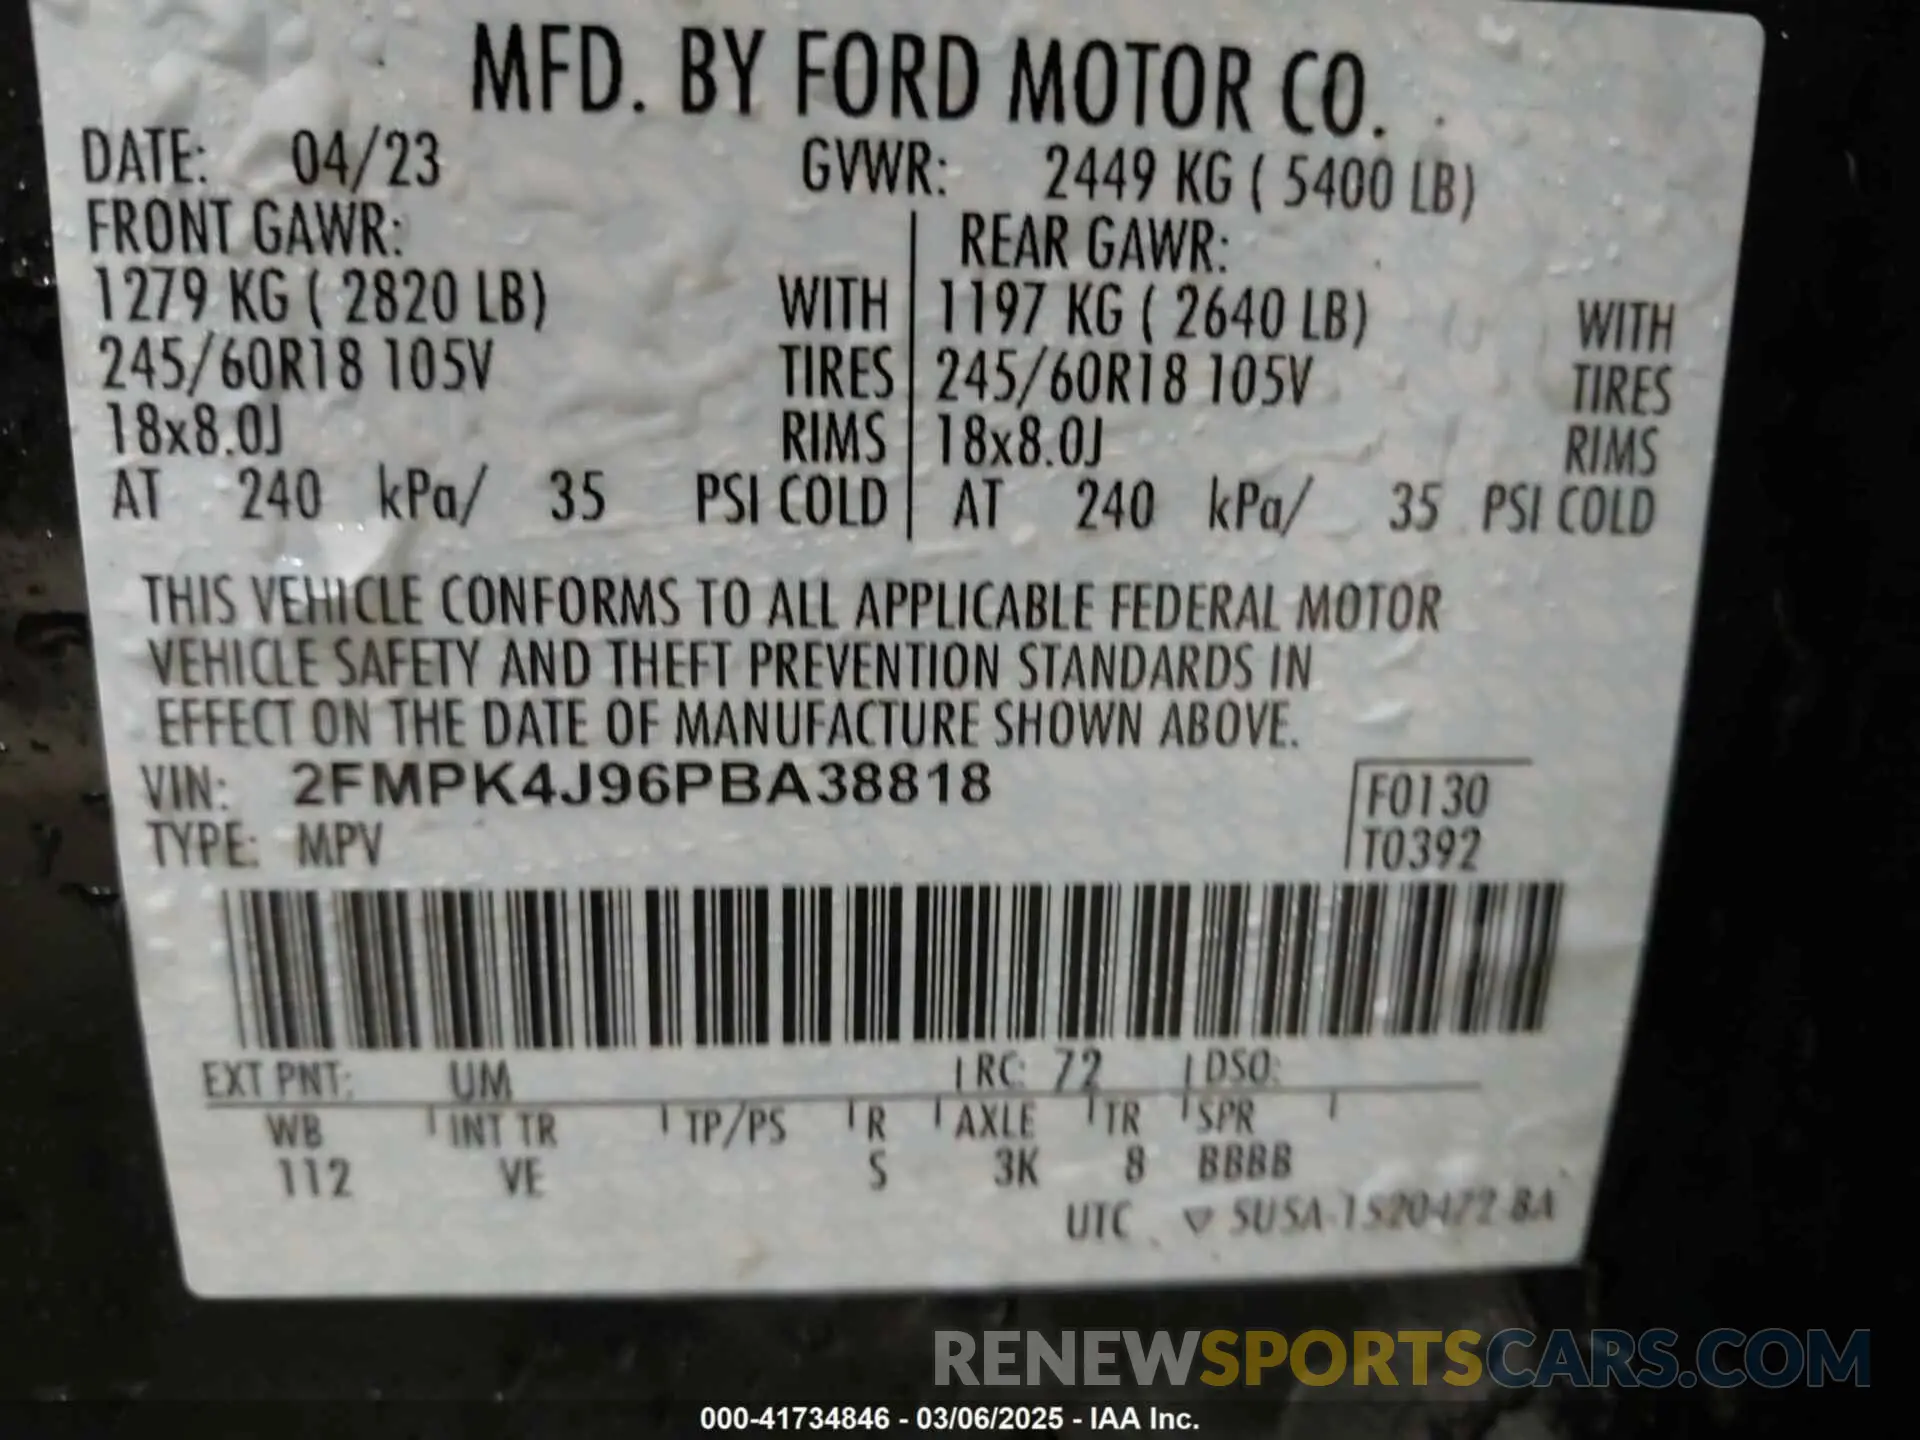 MFD. BY FORD MOTOR CO.
DATE: 04/23 GVWR: 2449 KG ( 5400 LB)
FRONT GAWR: REAR GAWR:
1279 KG ( 2820 LB) WITH 1197 KG ( 2640 LB) WITH
245/60R18 105V TIRES 245/60R18 105V TIRES
18x8.0J RIMS 18x8.0J RIMS
AT 240 kPa/ 35 PSI COLD AT 240 kPa/ 35 PSI COLD
THIS VEHICLE CONFORMS TO ALL APPLICABLE FEDERAL MOTOR
VEHICLE SAFETY AND THEFT PREVENTION STANDARDS IN
EFFECT ON THE DATE OF MANUFACTURE SHOWN ABOVE.
VIN: 2FMPK4J96PBA38818 F0130
TYPE: MPV T0392
EXT PNT: UM RC: 72 DSO:
WB INT TR TP/PS R AXLE TR SPR
112 VE S 3K 8 BBBB
UTC ▽
RENEWSPORTSCARS.COM
000-41734846 - 03/06/2025 - IAA Inc.